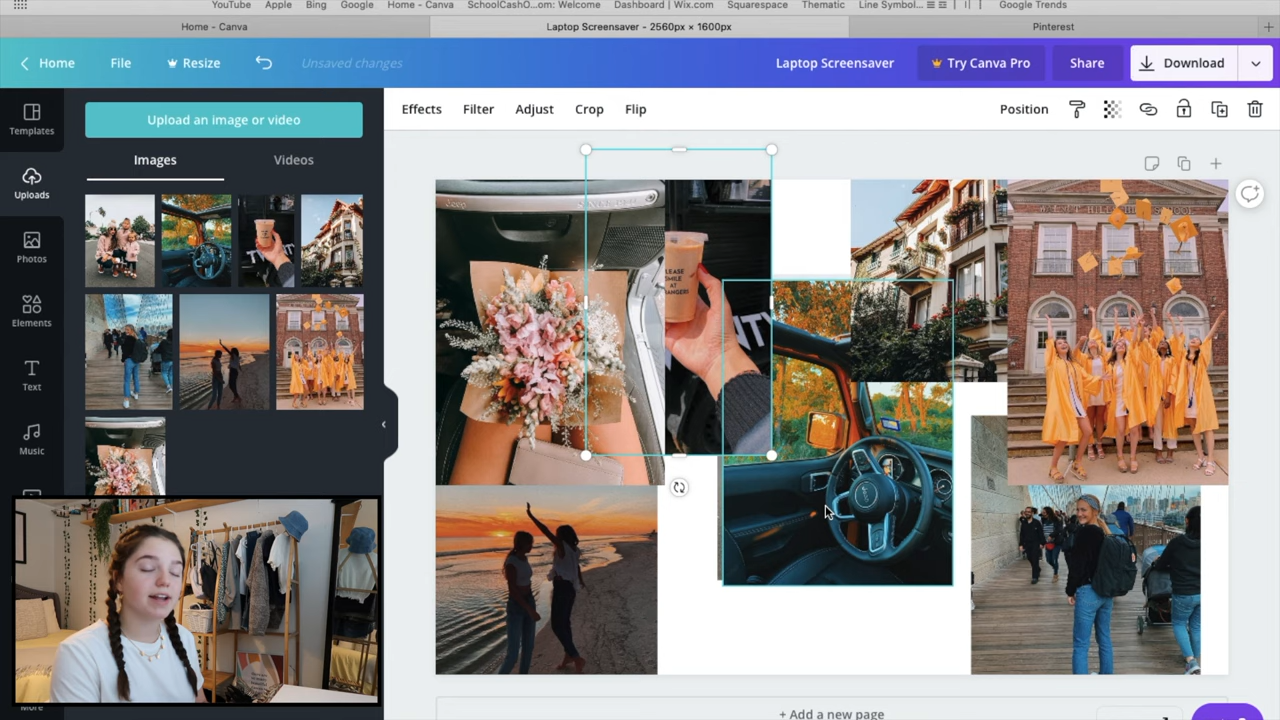 YouTube Apple Bing Google Home - Canva SchoolCashO...om: Welcome Dashboard | Wix.com Squarespace Thematic Line Symbol... Google Trends
Home - Canva Laptop Screensaver - 2560px × 1600px Pinterest
Home File Resize Unsaved changes Laptop Screensaver Try Canva Pro Share Download
Effects Filter Adjust Crop Flip Position
Templates
Uploads
Photos
Elements
Text
Music
More
Upload an image or video
Images Videos
LEASE
SMILE
AT
+ Add a new page